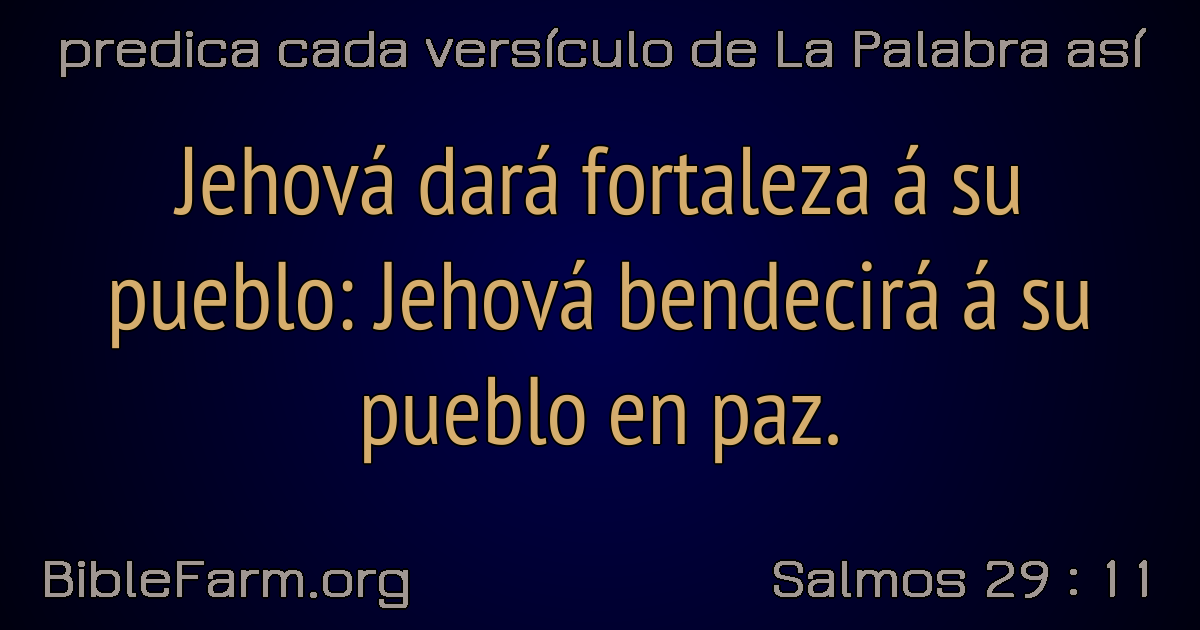 predica cada versículo de La Palabra así
Jehová dará fortaleza á su
pueblo: Jehová bendecirá á su
pueblo en paz.
BibleFarm.org
Salmos 29 : 11